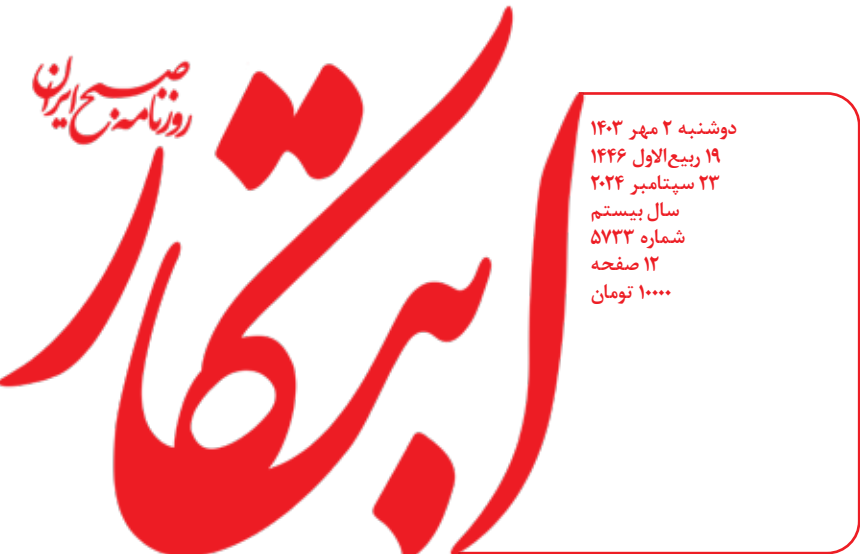 ابتکار
روزنامه صبح ایران
دوشنبه ۲ مهر ۱۴۰۳
۱۹ ربیع‌الاول ۱۴۴۶
۲۳ سپتامبر ۲۰۲۴
سال بیستم
شماره ۵۷۳۳
۱۲ صفحه
۱۰۰۰۰ تومان